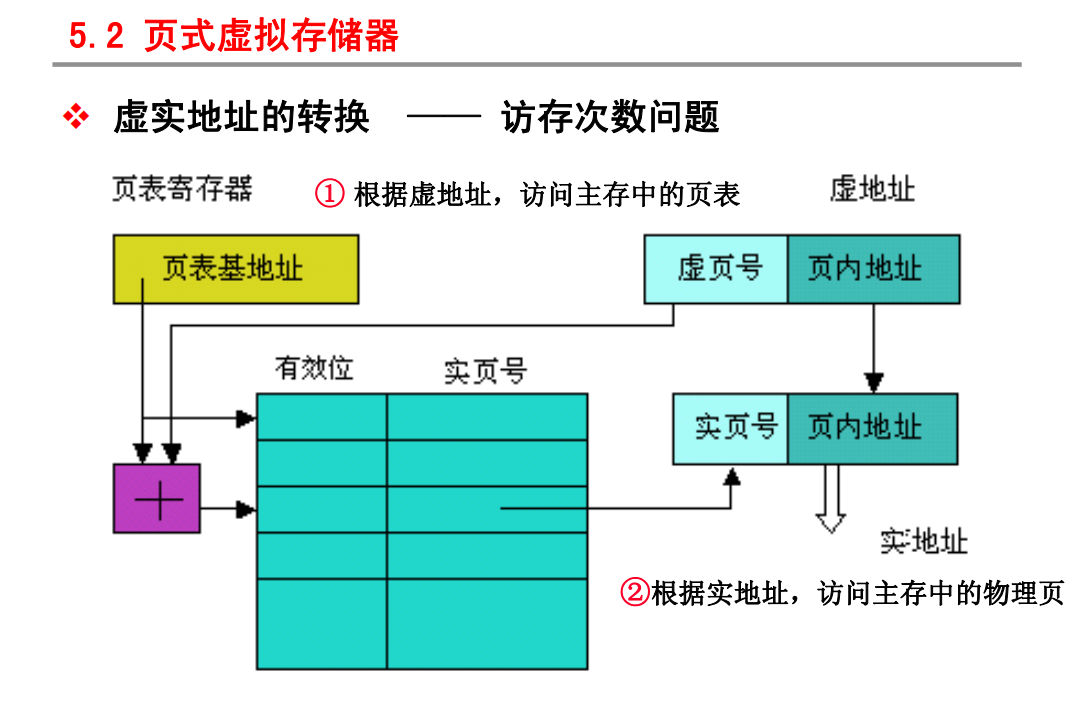 5.2 页式虚拟存储器
❖ 虚实地址的转换 —— 访存次数问题
页表寄存器
① 根据虚地址，访问主存中的页表
虚地址
页表基地址
虚页号
页内地址
有效位
实页号
实页号
页内地址
实地址
②根据实地址，访问主存中的物理页